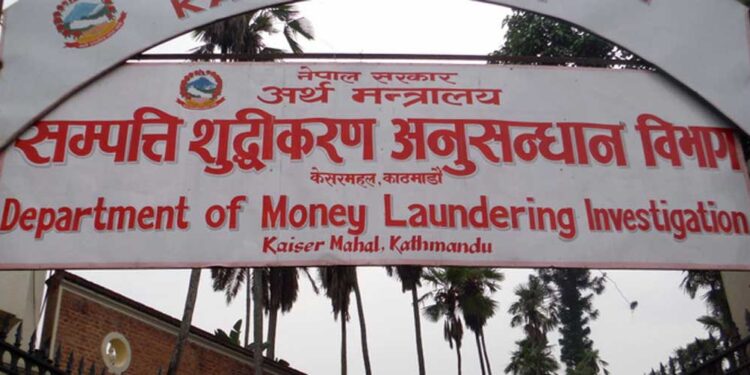 नेपाल सरकार
अर्थ मन्त्रालय
सम्पत्ति शुद्धीकरण अनुसन्धान विभाग
केसरमहल, काठमाडौं
Department of Money Laundering Investigation
Kaiser Mahal, Kathmandu